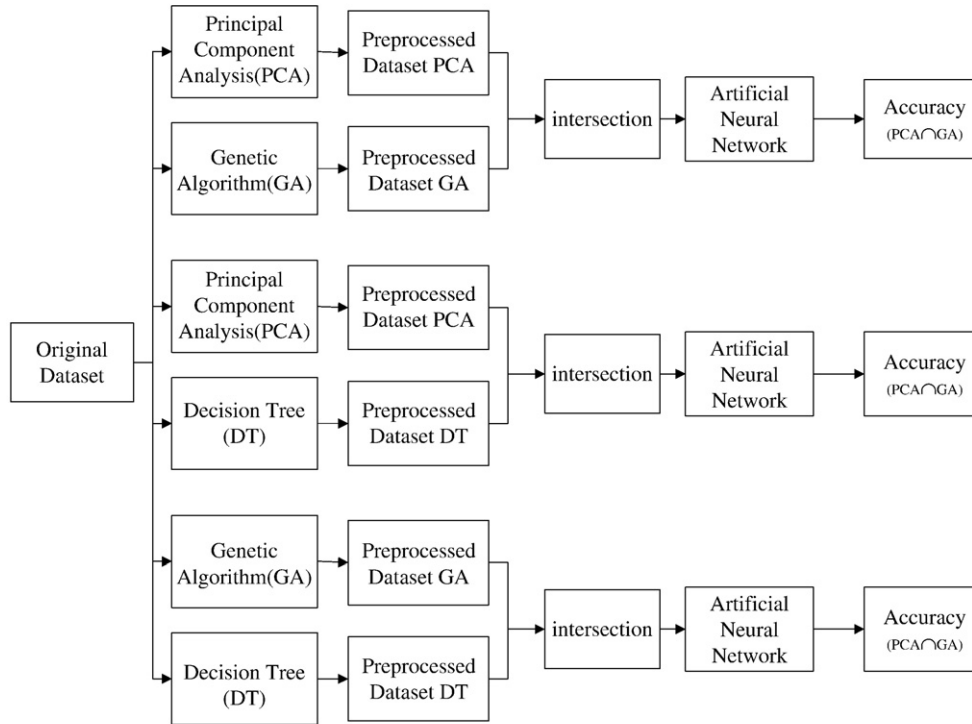 Principal
Component
Analysis(PCA)
Preprocessed
Dataset PCA
Genetic
Algorithm(GA)
Preprocessed
Dataset GA
intersection
Artificial
Neural
Network
Accuracy
(PCA∩GA)
Original
Dataset
Principal
Component
Analysis(PCA)
Preprocessed
Dataset PCA
Decision Tree
(DT)
Preprocessed
Dataset DT
intersection
Artificial
Neural
Network
Accuracy
(PCA∩GA)
Genetic
Algorithm(GA)
Preprocessed
Dataset GA
Decision Tree
(DT)
Preprocessed
Dataset DT
intersection
Artificial
Neural
Network
Accuracy
(PCA∩GA)